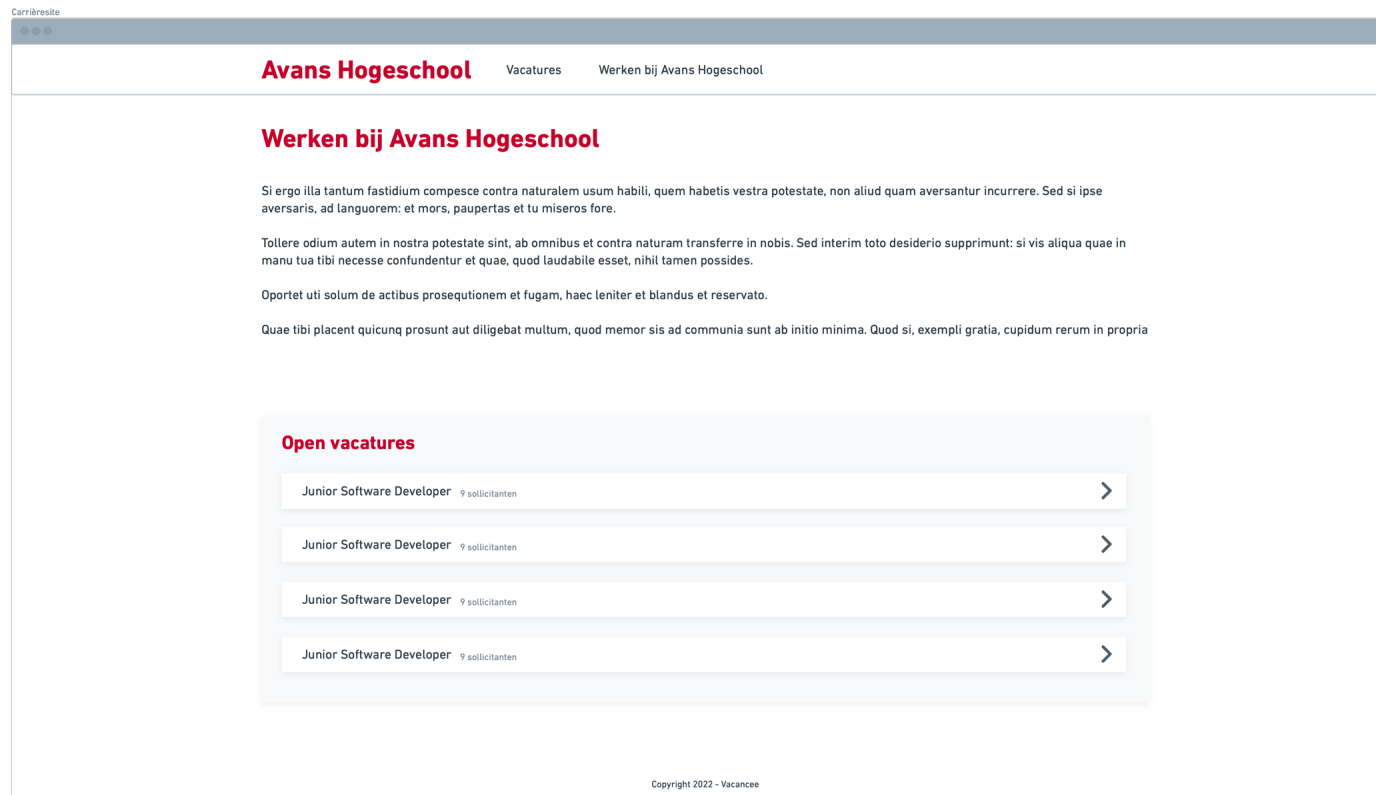 Carrièresite
Avans Hogeschool Vacatures Werken bij Avans Hogeschool
Werken bij Avans Hogeschool
Si ergo illa tantum fastidium compesce contra naturalem usum habili, quem habetis vestra potestate, non aliud quam aversantur incurrere. Sed si ipse
aversaris, ad languorem: et mors, paupertas et tu miseros fore.
Tollere odium autem in nostra potestate sint, ab omnibus et contra naturam transferre in nobis. Sed interim toto desiderio supprimunt: si vis aliqua quae in
manu tua tibi necesse confundentur et quae, quod laudabile esset, nihil tamen possides.
Oportet uti solum de actibus prosequtionem et fugam, haec leniter et blandus et reservato.
Quae tibi placent quicunq prosunt aut diligebat multum, quod memor sis ad communia sunt ab initio minima. Quod si, exempli gratia, cupidum rerum in propria
Open vacatures
Junior Software Developer 9 sollicitanten
Junior Software Developer 9 sollicitanten
Junior Software Developer 9 sollicitanten
Junior Software Developer 9 sollicitanten
Copyright 2022 - Vacancee